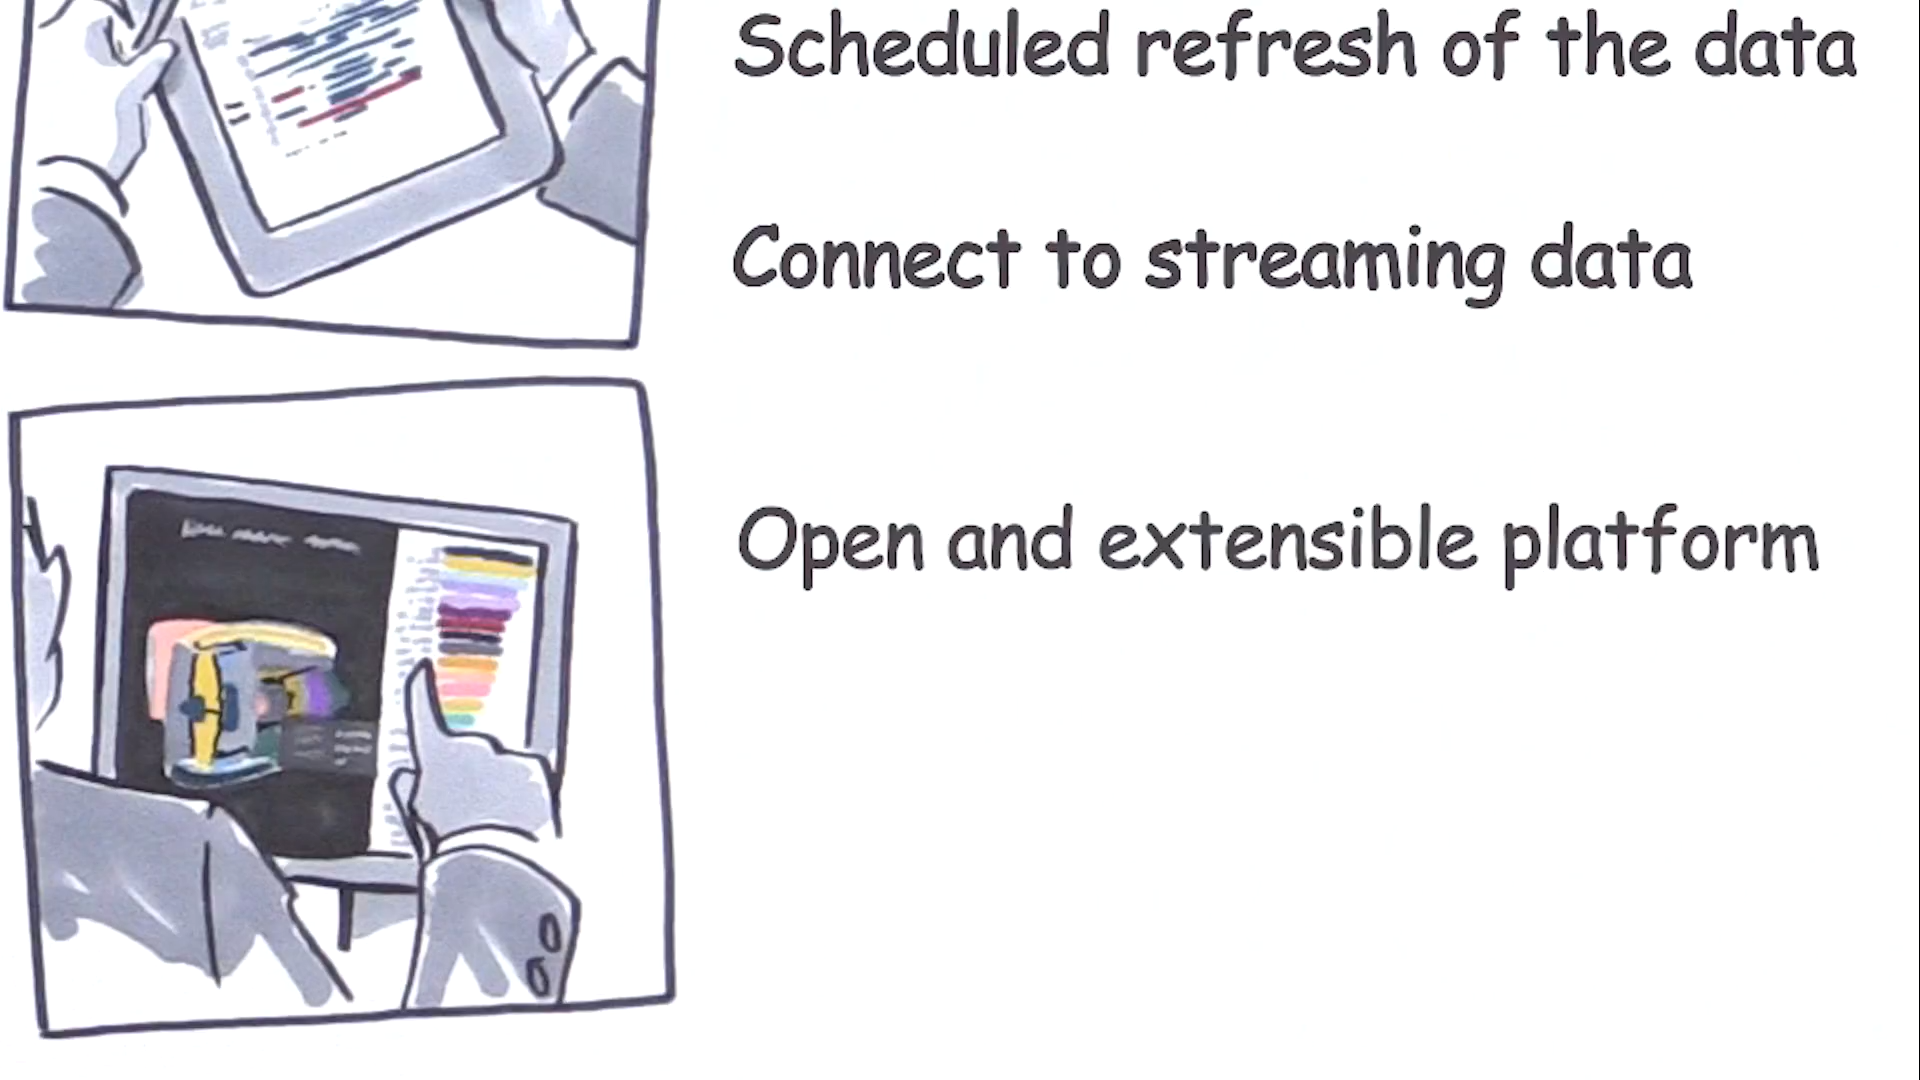 Scheduled refresh of the data
Connect to streaming data
Open and extensible platform